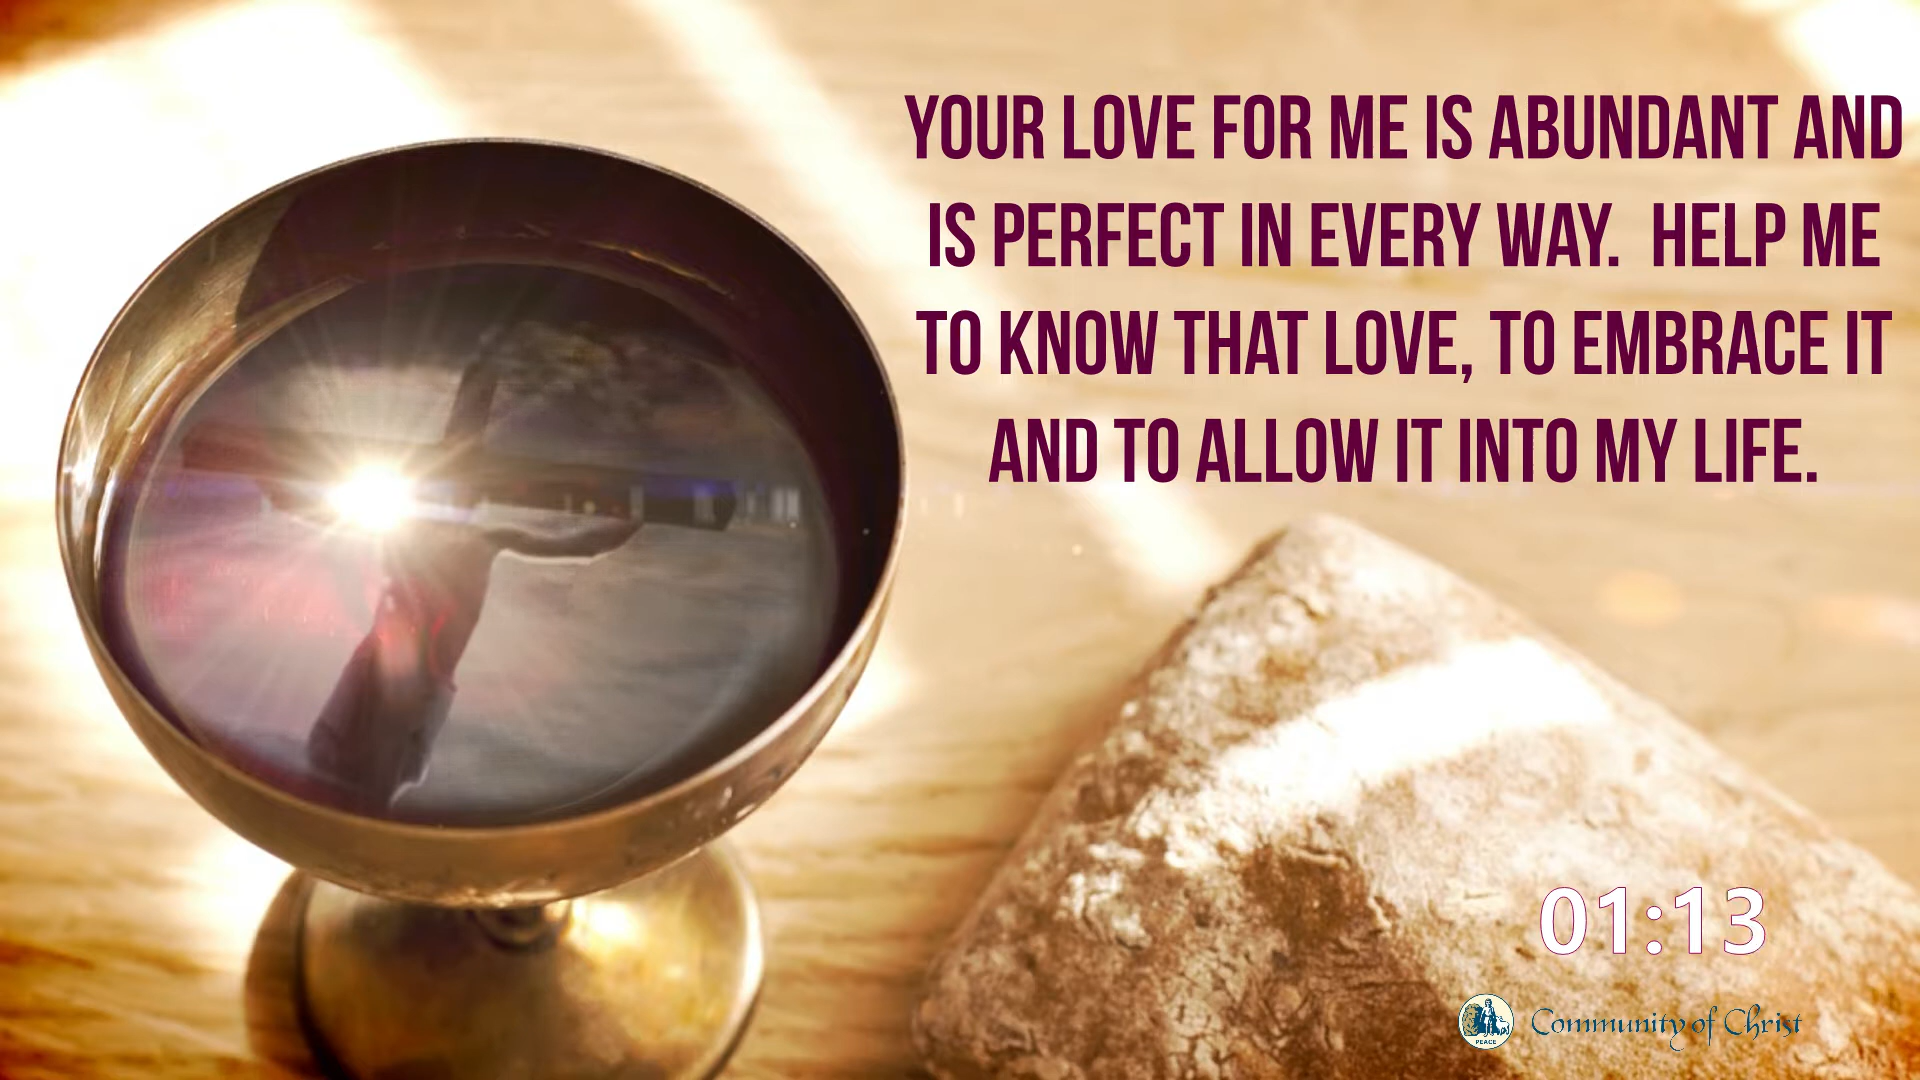 YOUR LOVE FOR ME IS ABUNDANT AND
IS PERFECT IN EVERY WAY.  HELP ME
TO KNOW THAT LOVE, TO EMBRACE IT
AND TO ALLOW IT INTO MY LIFE.
01:13
PEACE
Community of Christ